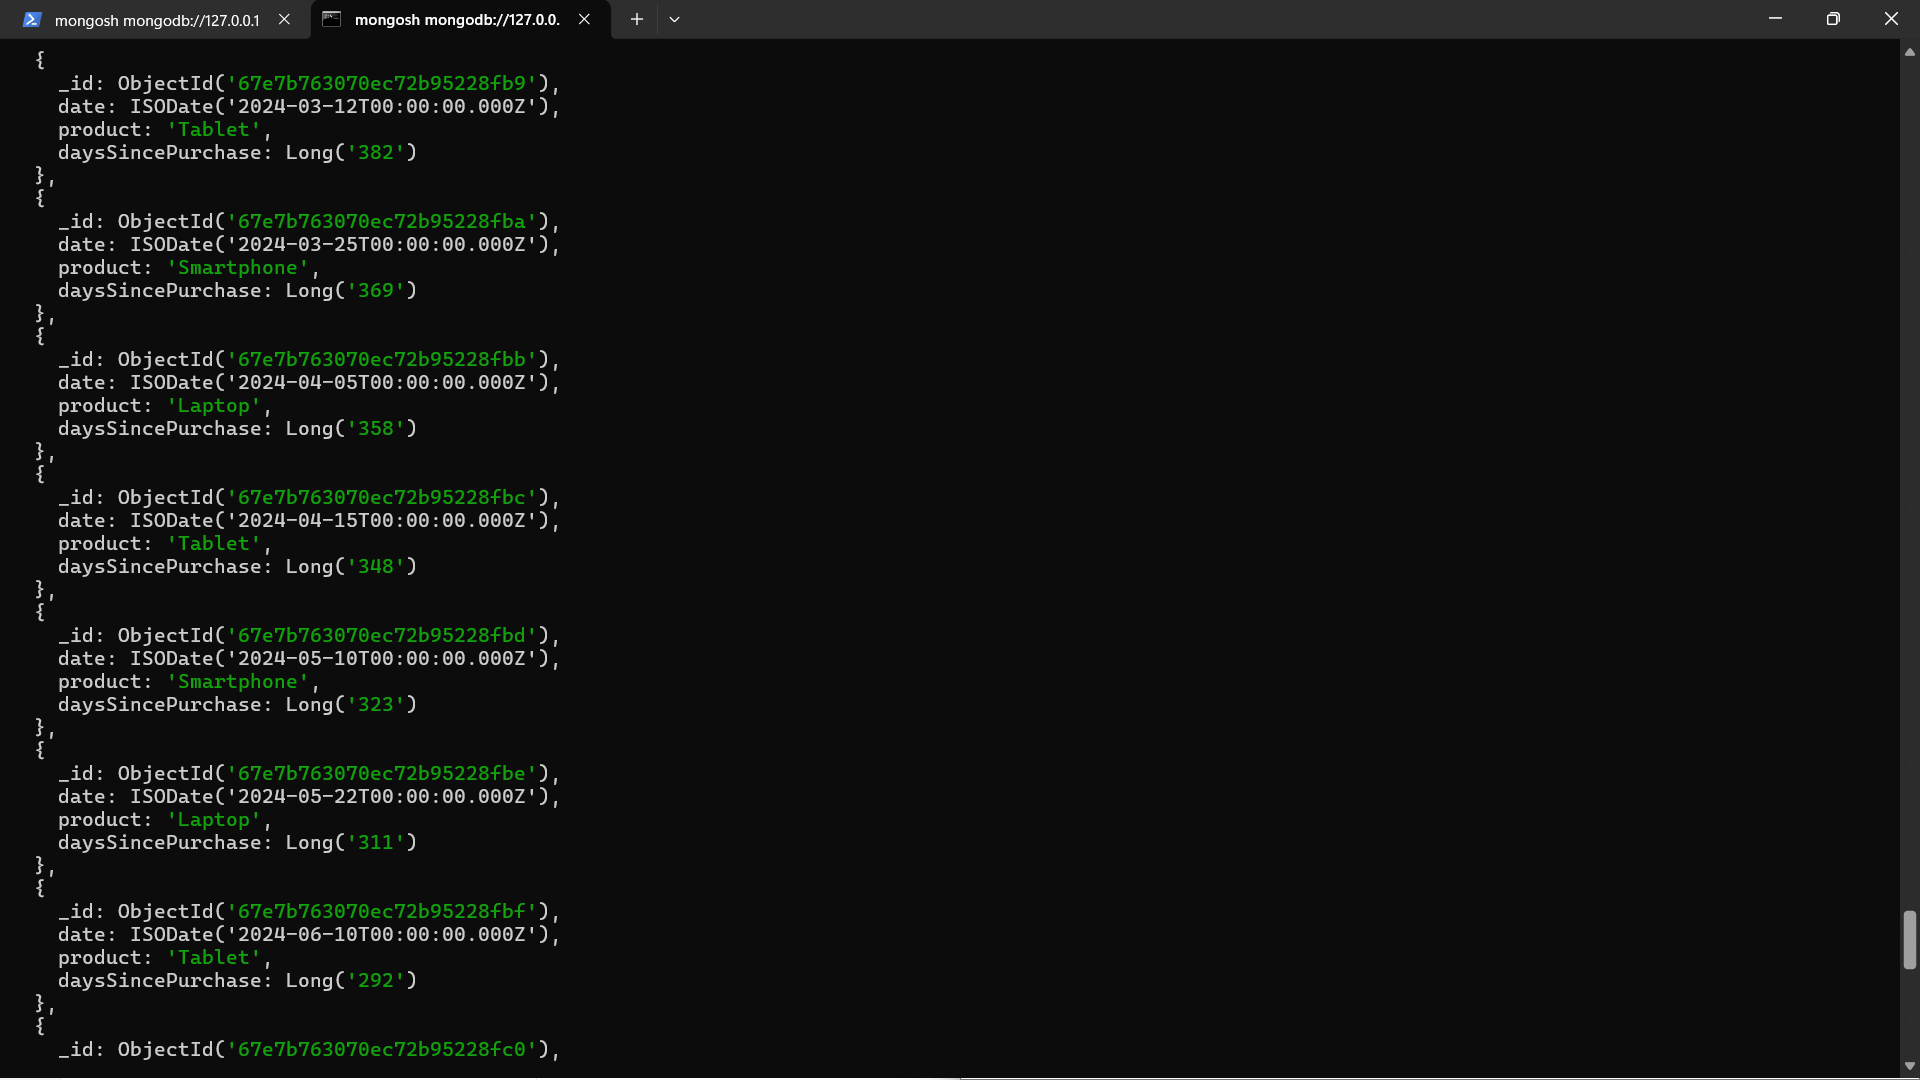 mongosh mongodb://127.0.0.1
mongosh mongodb://127.0.0.
{
_id: ObjectId('67e7b763070ec72b95228fb9'),
date: ISODate('2024-03-12T00:00:00.000Z'),
product: 'Tablet',
daysSincePurchase: Long('382')
},
{
_id: ObjectId('67e7b763070ec72b95228fba'),
date: ISODate('2024-03-25T00:00:00.000Z'),
product: 'Smartphone',
daysSincePurchase: Long('369')
},
{
_id: ObjectId('67e7b763070ec72b95228fbb'),
date: ISODate('2024-04-05T00:00:00.000Z'),
product: 'Laptop',
daysSincePurchase: Long('358')
},
{
_id: ObjectId('67e7b763070ec72b95228fbc'),
date: ISODate('2024-04-15T00:00:00.000Z'),
product: 'Tablet',
daysSincePurchase: Long('348')
},
{
_id: ObjectId('67e7b763070ec72b95228fbd'),
date: ISODate('2024-05-10T00:00:00.000Z'),
product: 'Smartphone',
daysSincePurchase: Long('323')
},
{
_id: ObjectId('67e7b763070ec72b95228fbe'),
date: ISODate('2024-05-22T00:00:00.000Z'),
product: 'Laptop',
daysSincePurchase: Long('311')
},
{
_id: ObjectId('67e7b763070ec72b95228fbf'),
date: ISODate('2024-06-10T00:00:00.000Z'),
product: 'Tablet',
daysSincePurchase: Long('292')
},
{
_id: ObjectId('67e7b763070ec72b95228fc0'),